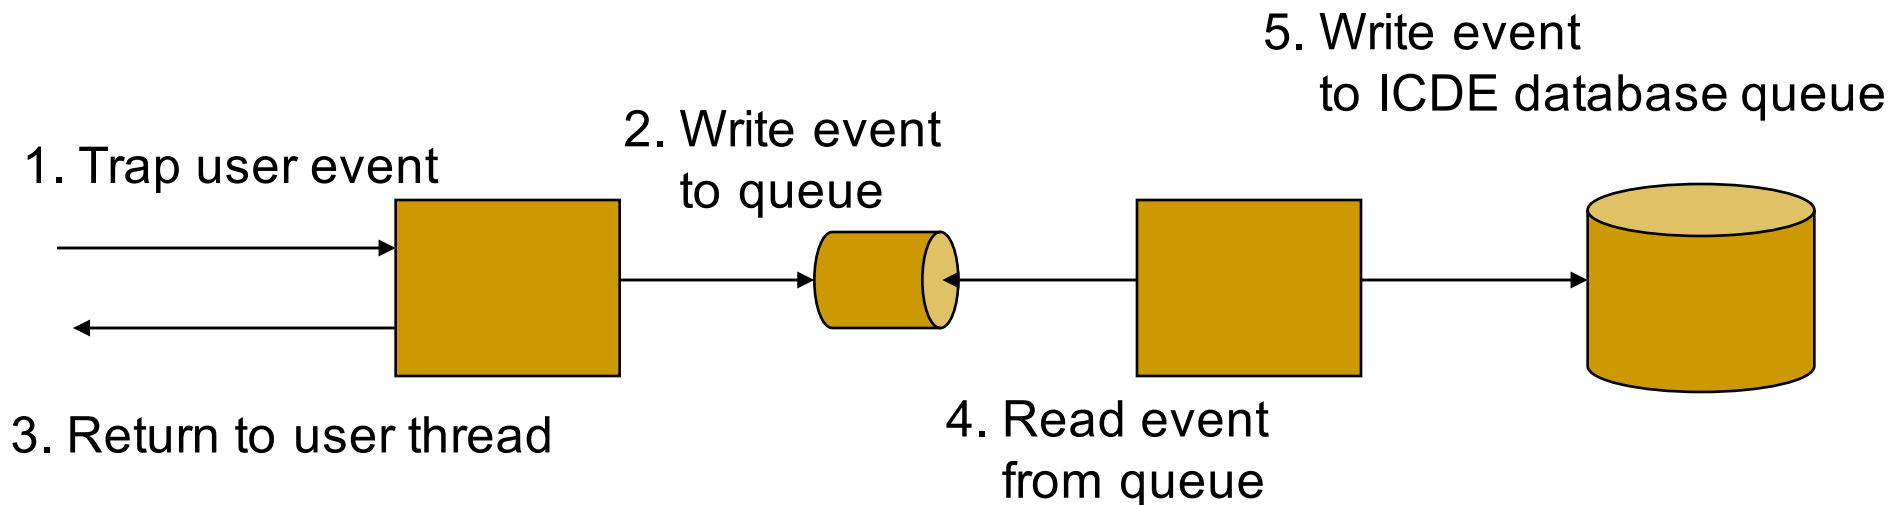 1. Trap user event
2. Write event
to queue
3. Return to user thread
4. Read event
from queue
5. Write event
to ICDE database queue